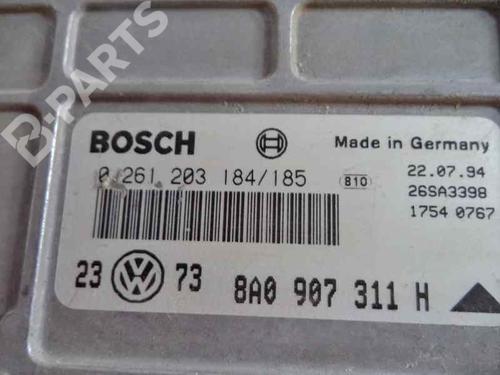 B-PARTS
BOSCH
Made in Germany
0 261 203 184/185
810
22.07.94
26SA3398
1754 0767
23 VW 73 8A0 907 311 H